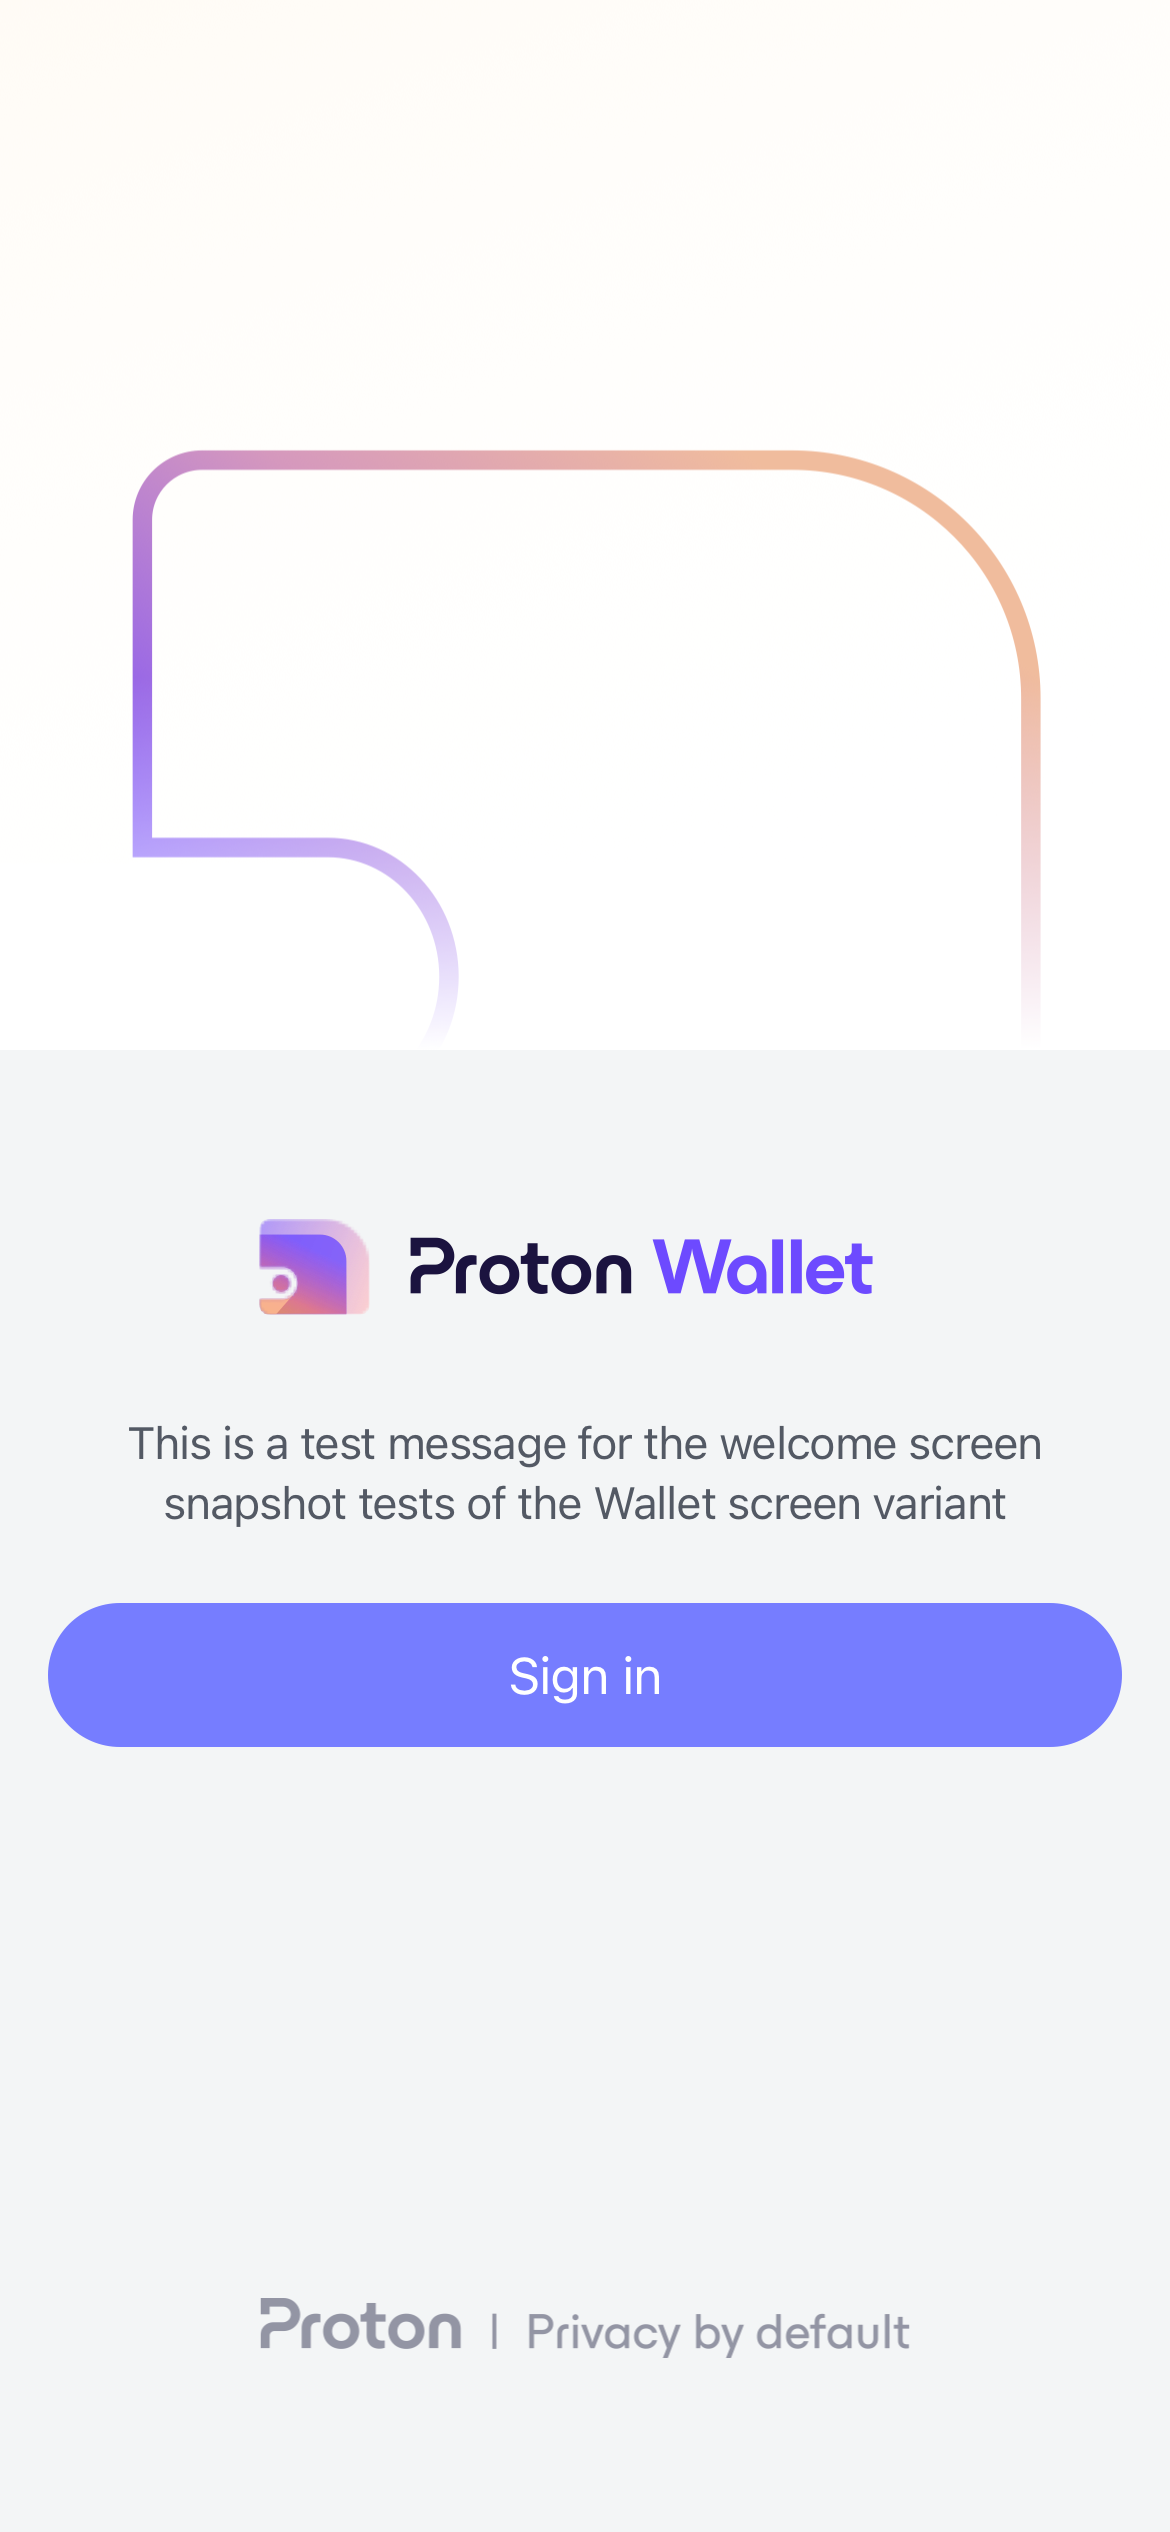 Proton Wallet
This is a test message for the welcome screen
snapshot tests of the Wallet screen variant
Sign in
Proton | Privacy by default